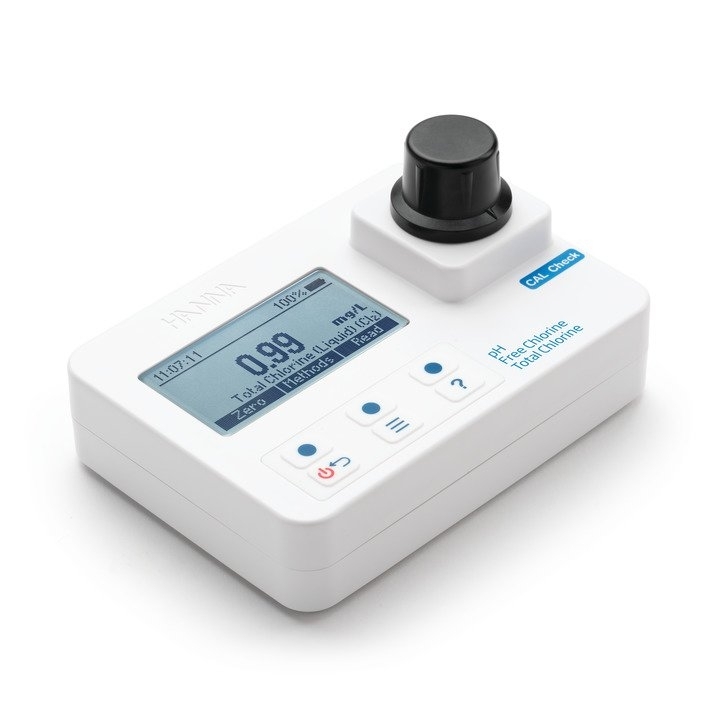 HANNA
100%
11:07:11
0.99 mg/L
Total Chlorine (Liquid) (Cl₂)
Zero Methods Read
CAL Check
pH
Free Chlorine
Total Chlorine
?